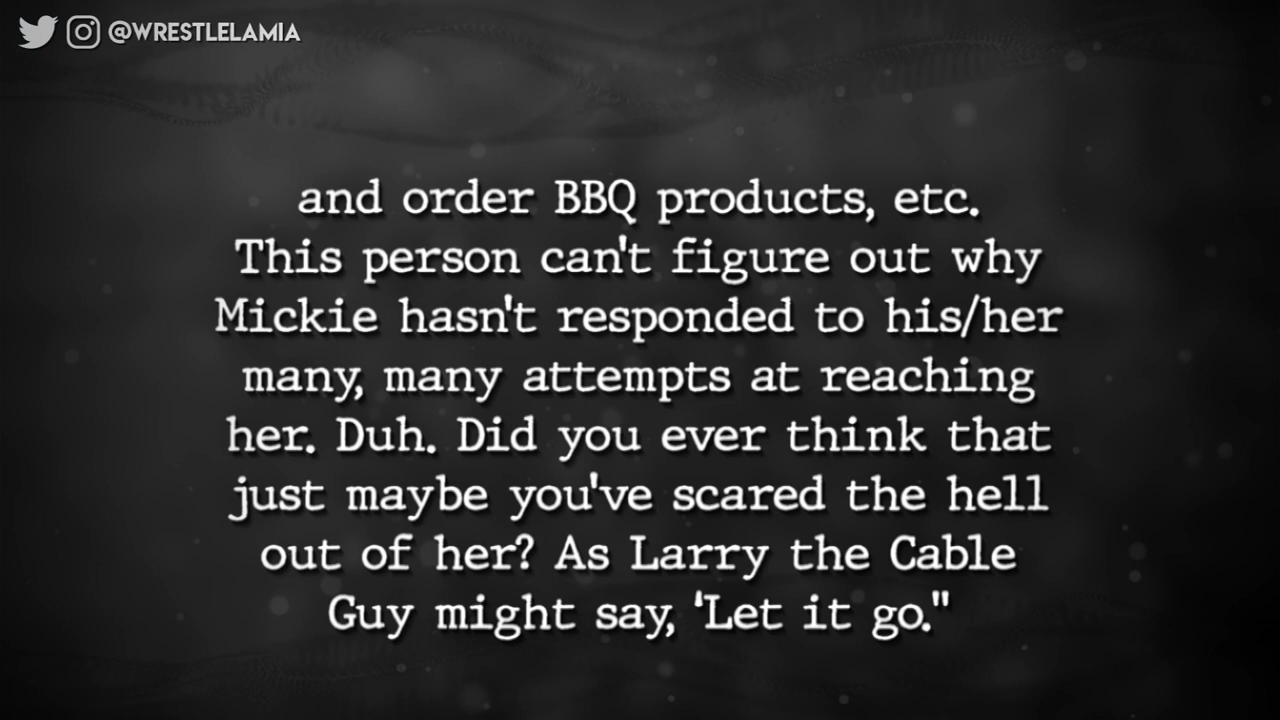 @WRESTLELAMIA
and order BBQ products, etc.
This person can't figure out why
Mickie hasn't responded to his/her
many, many attempts at reaching
her. Duh. Did you ever think that
just maybe you've scared the hell
out of her? As Larry the Cable
Guy might say, 'Let it go."